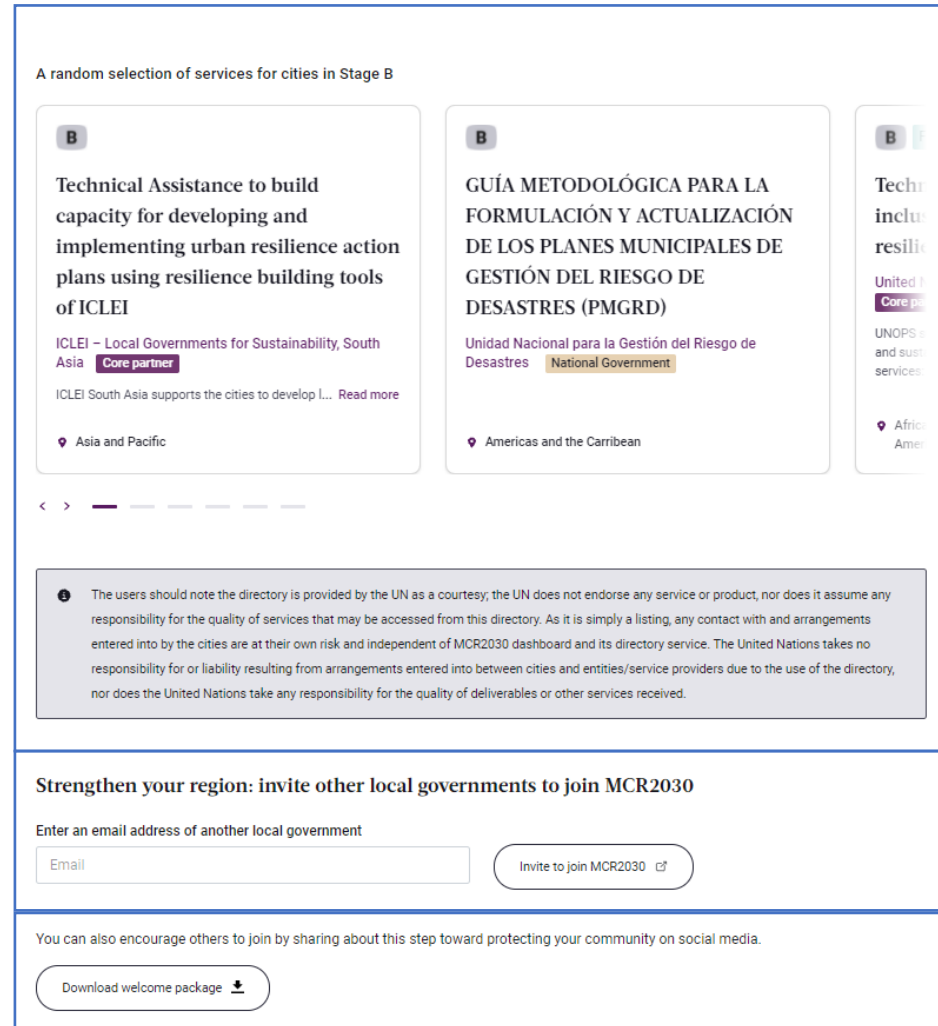 A random selection of services for cities in Stage B
B
Technical Assistance to build
capacity for developing and
implementing urban resilience action
plans using resilience building tools
of ICLEI
ICLEI – Local Governments for Sustainability, South
Asia Core partner
ICLEI South Asia supports the cities to develop l... Read more
Asia and Pacific
B
GUÍA METODOLÓGICA PARA LA
FORMULACIÓN Y ACTUALIZACIÓN
DE LOS PLANES MUNICIPALES DE
GESTIÓN DEL RIESGO DE
DESASTRES (PMGRD)
Unidad Nacional para la Gestión del Riesgo de
Desastres National Government
Americas and the Carribean
B
United
Core
UNOPS
and
services
The users should note the directory is provided by the UN as a courtesy; the UN does not endorse any service or product, nor does it assume any
responsibility for the quality of services that may be accessed from this directory. As it is simply a listing, any contact with and arrangements
entered into by the cities are at their own risk and independent of MCR2030 dashboard and its directory service. The United Nations takes no
responsibility for or liability resulting from arrangements entered into between cities and entities/service providers due to the use of the directory,
nor does the United Nations take any responsibility for the quality of deliverables or other services received.
Strengthen your region: invite other local governments to join MCR2030
Enter an email address of another local government
Email
Invite to join MCR2030
You can also encourage others to join by sharing about this step toward protecting your community on social media.
Download welcome package